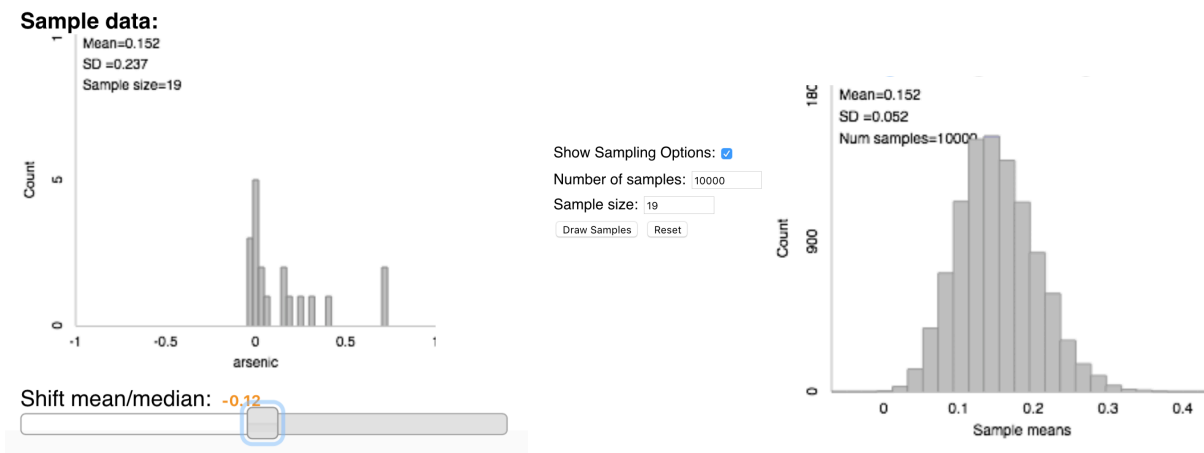 Sample data:
1
Mean=0.152
SD =0.237
Sample size=19
Count
5
0
-1
-0.5
0
0.5
1
arsenic
Shift mean/median: -0.12
Show Sampling Options:
Number of samples: 10000
Sample size: 19
Draw Samples
Reset
Mean=0.152
SD =0.052
Num samples=10000
Count
900
0
0
0.1
0.2
0.3
0.4
Sample means